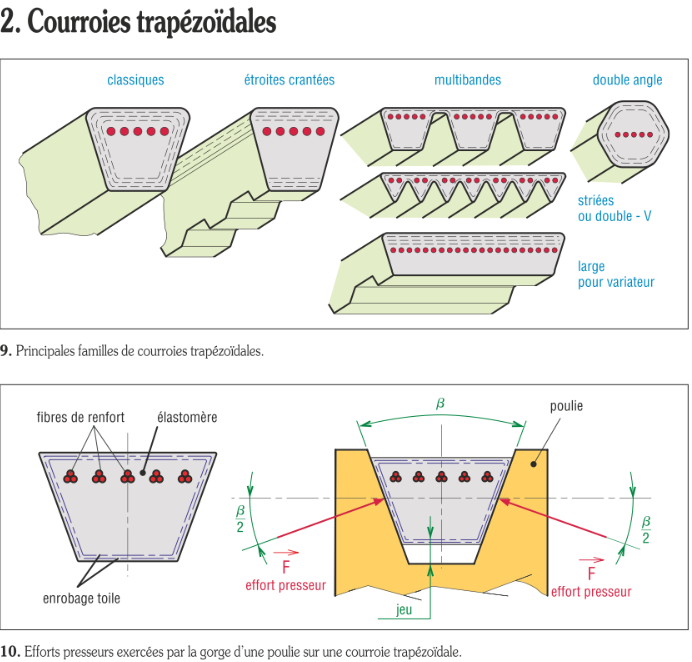 2. Courroies trapézoïdales
classiques
étroites crantées
multibandes
double angle
striées
ou double - V
large
pour variateur
9. Principales familles de courroies trapézoïdales.
fibres de renfort
élastomère
enrobage toile
β
poulie
β
2
F
effort presseur
jeu
β
2
F
effort presseur
10. Efforts presseurs exercées par la gorge d'une poulie sur une courroie trapézoïdale.